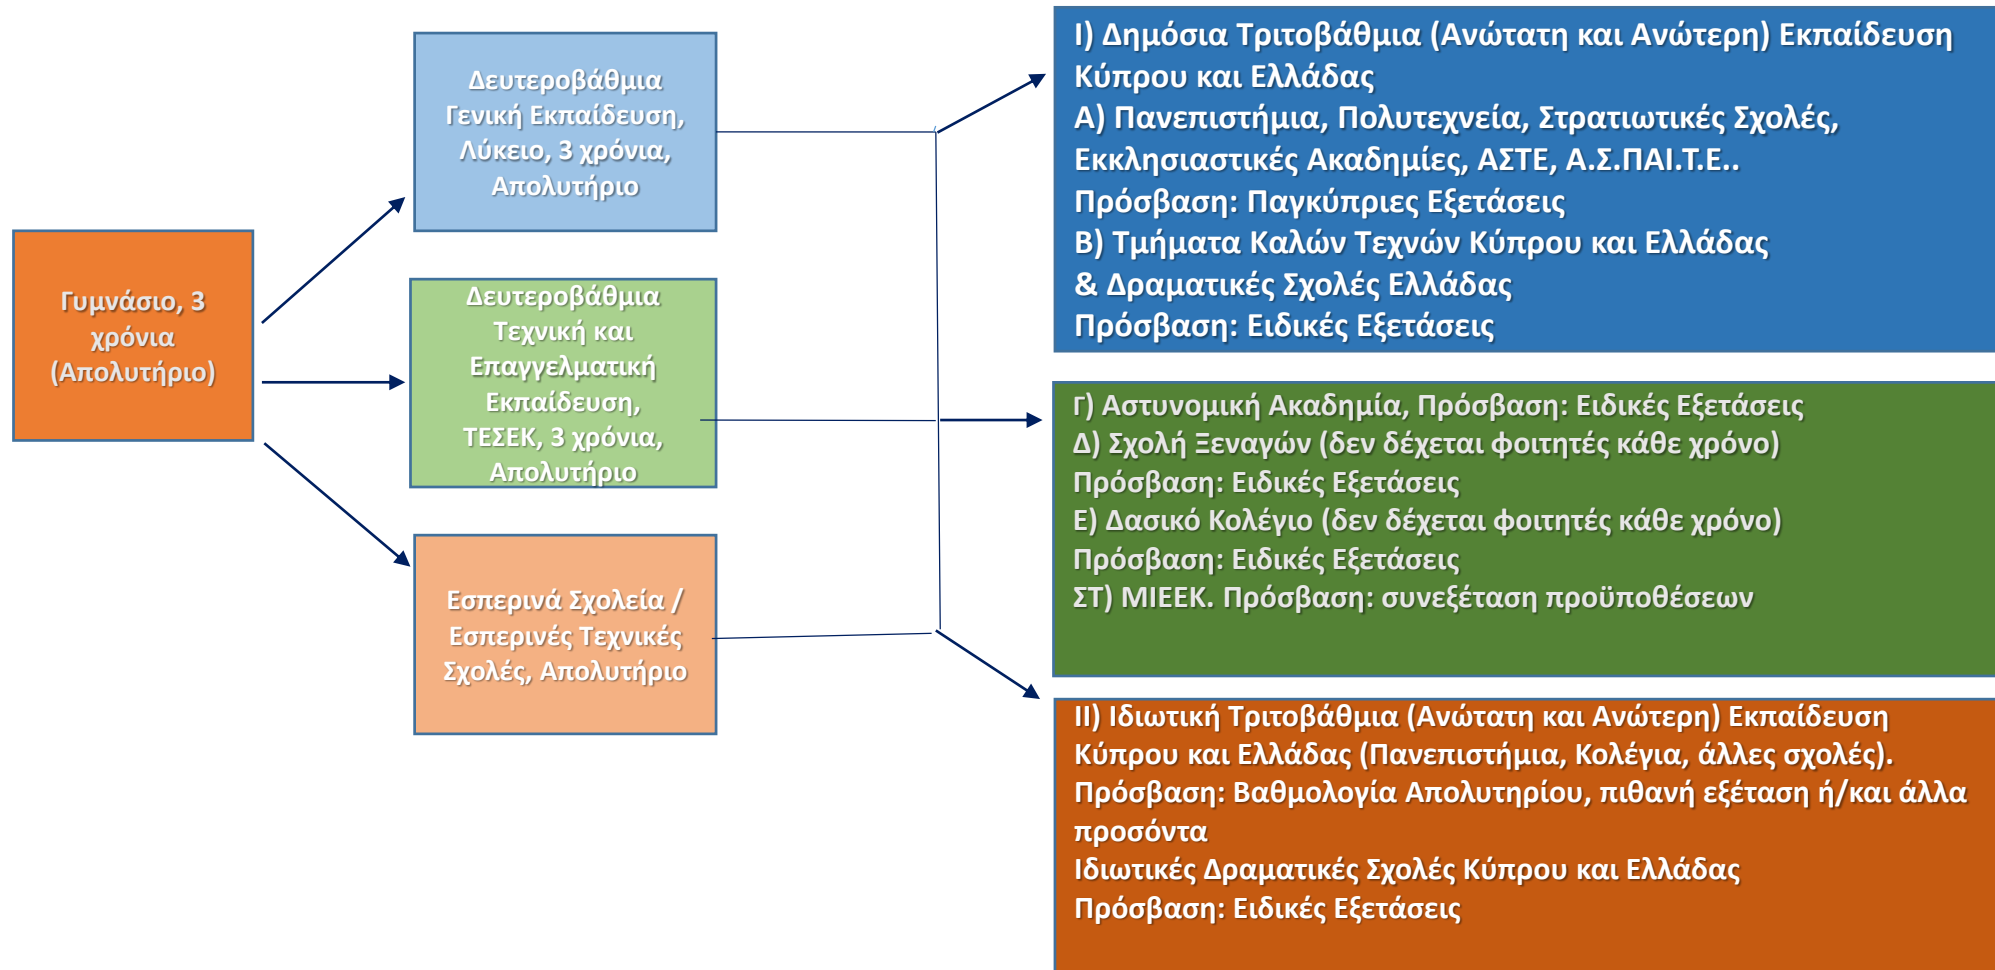 Γυμνάσιο, 3
χρόνια
(Απολυτήριο)
Δευτεροβάθμια
Γενική Εκπαίδευση,
Λύκειο, 3 χρόνια,
Απολυτήριο
Δευτεροβάθμια
Τεχνική και
Επαγγελματική
Εκπαίδευση,
ΤΕΣΕΚ, 3 χρόνια,
Απολυτήριο
Εσπερινά Σχολεία /
Εσπερινές Τεχνικές
Σχολές, Απολυτήριο
Ι) Δημόσια Τριτοβάθμια (Ανώτατη και Ανώτερη) Εκπαίδευση
Κύπρου και Ελλάδας
Α) Πανεπιστήμια, Πολυτεχνεία, Στρατιωτικές Σχολές,
Εκκλησιαστικές Ακαδημίες, ΑΣΤΕ, Α.Σ.ΠΑΙ.Τ.Ε..
Πρόσβαση: Παγκύπριες Εξετάσεις
Β) Τμήματα Καλών Τεχνών Κύπρου και Ελλάδας
& Δραματικές Σχολές Ελλάδας
Πρόσβαση: Ειδικές Εξετάσεις
Γ) Αστυνομική Ακαδημία, Πρόσβαση: Ειδικές Εξετάσεις
Δ) Σχολή Ξεναγών (δεν δέχεται φοιτητές κάθε χρόνο)
Πρόσβαση: Ειδικές Εξετάσεις
Ε) Δασικό Κολέγιο (δεν δέχεται φοιτητές κάθε χρόνο)
Πρόσβαση: Ειδικές Εξετάσεις
ΣΤ) ΜΙΕΕΚ. Πρόσβαση: συνεξέταση προϋποθέσεων
ΙΙ) Ιδιωτική Τριτοβάθμια (Ανώτατη και Ανώτερη) Εκπαίδευση
Κύπρου και Ελλάδας (Πανεπιστήμια, Κολέγια, άλλες σχολές).
Πρόσβαση: Βαθμολογία Απολυτηρίου, πιθανή εξέταση ή/και άλλα
προσόντα
Ιδιωτικές Δραματικές Σχολές Κύπρου και Ελλάδας
Πρόσβαση: Ειδικές Εξετάσεις